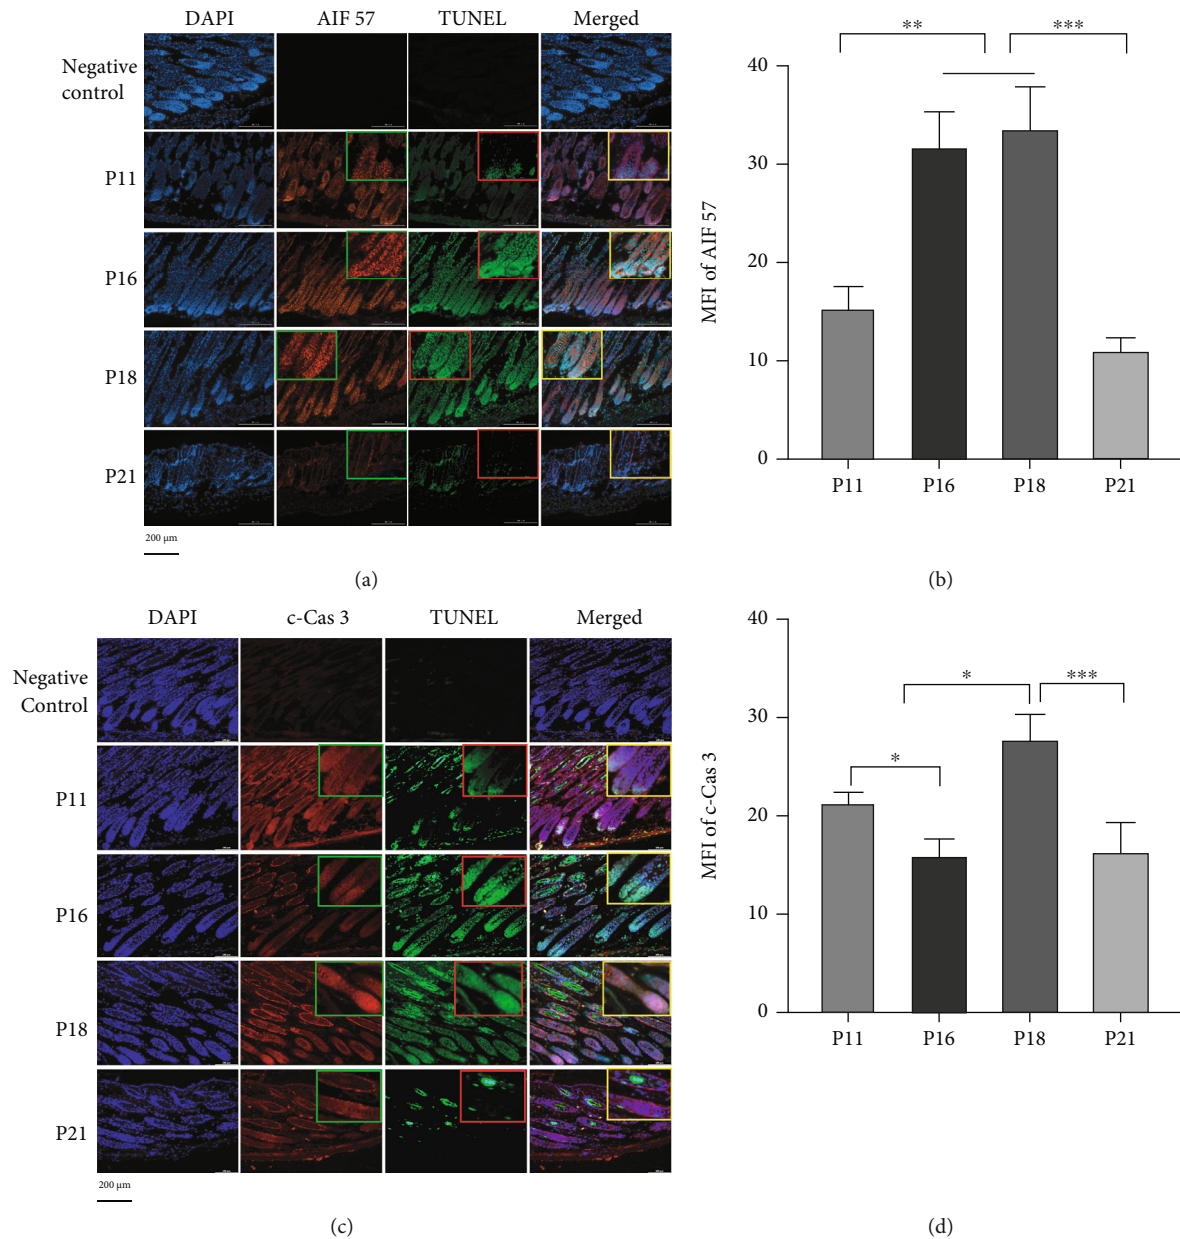 DAPI AIF 57 TUNEL Merged
Negative
control
P11
P16
P18
P21
200 μm
(a)
** ***
40
30
20
10
0
MFI of AIF 57
P11 P16 P18 P21
(b)
DAPI c-Cas 3 TUNEL Merged
Negative
Control
P11
P16
P18
P21
200 μm
(c)
* ***
*
40
30
20
10
0
MFI of c-Cas 3
P11 P16 P18 P21
(d)